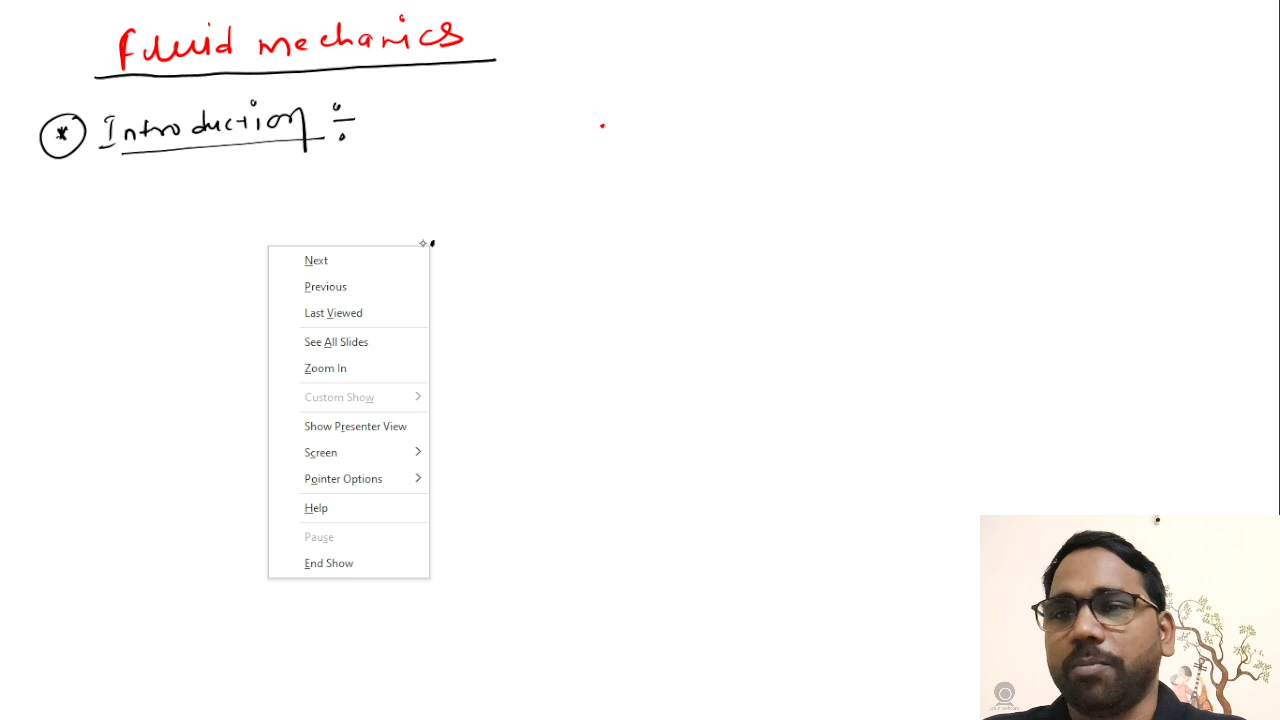 Fluid mechanics
* Introduction ÷
Next
Previous
Last Viewed
See All Slides
Zoom In
Custom Show
Show Presenter View
Screen
Pointer Options
Help
Pause
End Show